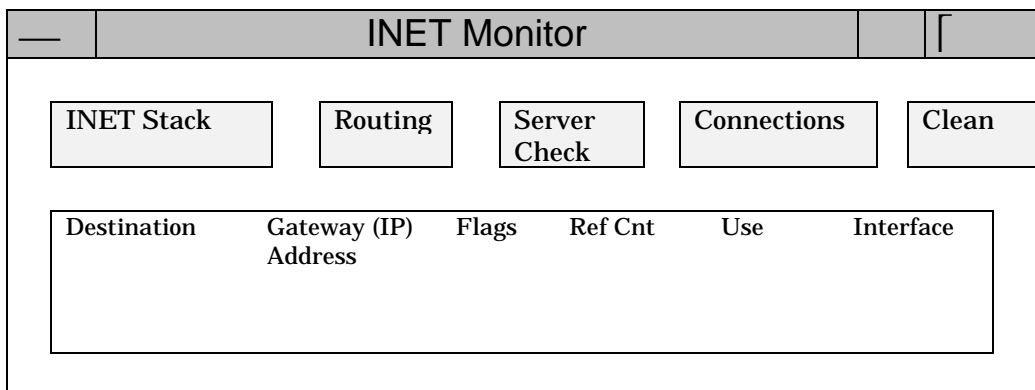 INET Monitor
INET Stack
Routing
Server
Check
Connections
Clean
Destination Gateway (IP) Flags Ref Cnt Use Interface
Address